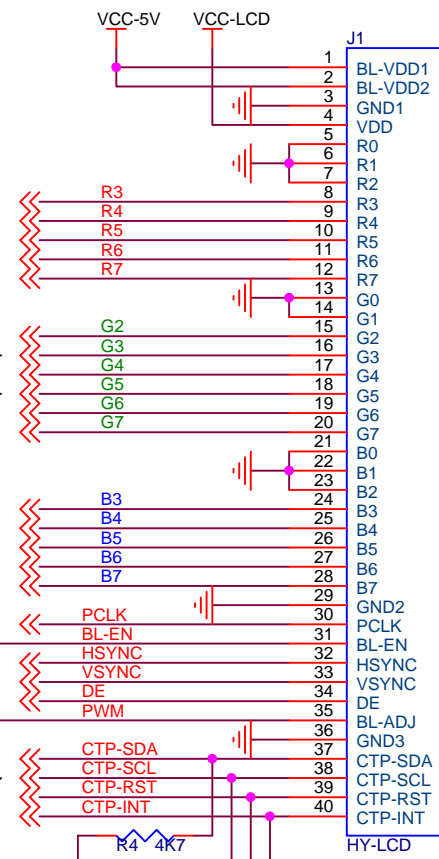 VCC-5V VCC-LCD
J1
1 BL-VDD1
2 BL-VDD2
3 GND1
4 VDD
5 R0
6 R1
7 R2
R3 8 R3
R4 9 R4
R5 10 R5
R6 11 R6
R7 12 R7
13 G0
14 G1
G2 15 G2
G3 16 G3
G4 17 G4
G5 18 G5
G6 19 G6
G7 20 G7
21 B0
22 B1
23 B2
B3 24 B3
B4 25 B4
B5 26 B5
B6 27 B6
B7 28 B7
29 GND2
PCLK 30 PCLK
BL-EN 31 BL-EN
HSYNC 32 HSYNC
VSYNC 33 VSYNC
DE 34 DE
PWM 35 BL-ADJ
36 GND3
CTP-SDA 37 CTP-SDA
CTP-SCL 38 CTP-SCL
CTP-RST 39 CTP-RST
CTP-INT 40 CTP-INT
R4 4K7 HY-LCD